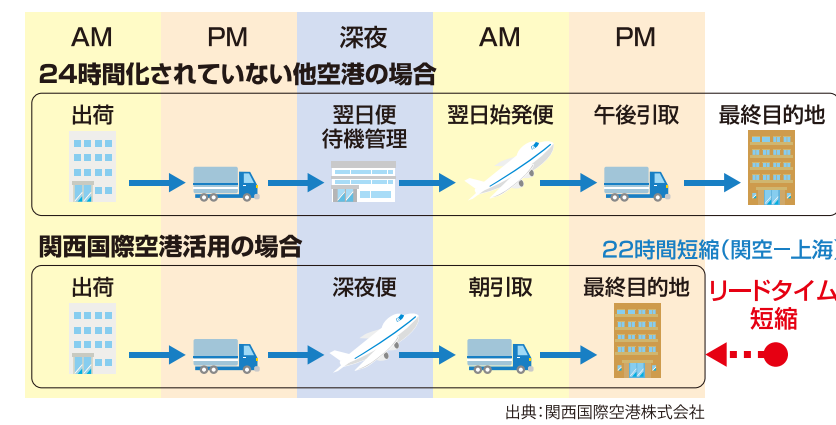 AM PM 深夜 AM PM
24時間化されていない他空港の場合
出荷 翌日便 翌日始発便 午後引取 最終目的地
待機管理
関西国際空港活用の場合
22時間短縮(関空ー上海)
出荷 深夜便 朝引取 最終目的地
リードタイム
短縮
出典:関西国際空港株式会社